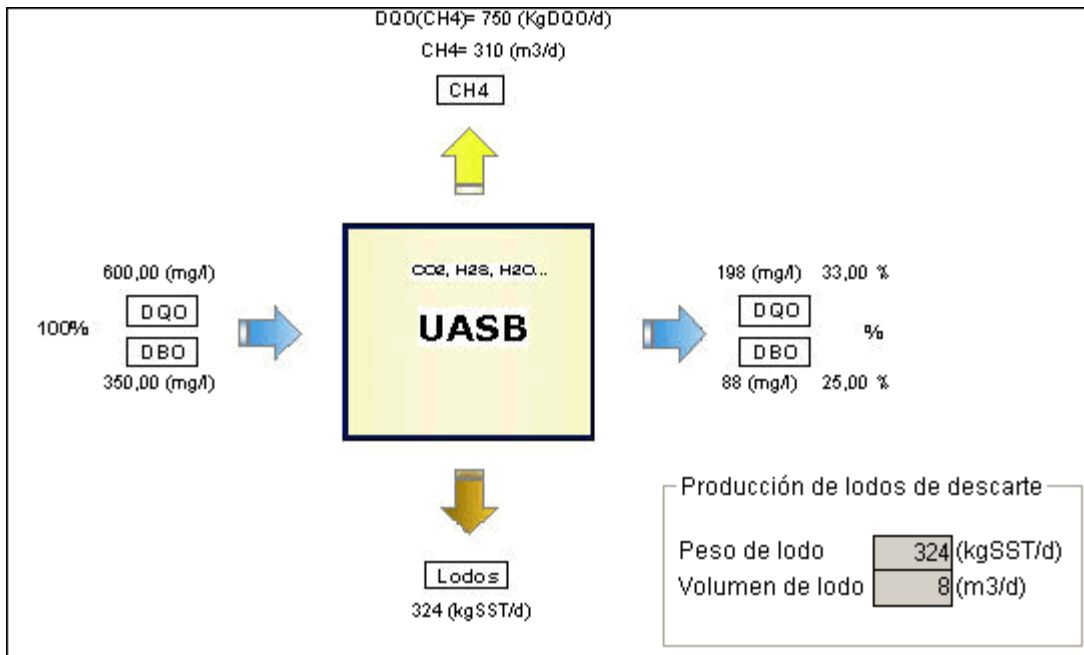 DQO(CH4)= 750 (KgDQO/d)
CH4= 310 (m3/d)
CH4
600,00 (mg/l)
DQO
100%
DBO
350,00 (mg/l)
CO2, H2S, H2O...
UASB
198 (mg/l) 33,00 %
DQO
%
DBO
88 (mg/l) 25,00 %
Lodos
324 (kgSST/d)
Producción de lodos de descarte
Peso de lodo 324 (kgSST/d)
Volumen de lodo 8 (m3/d)